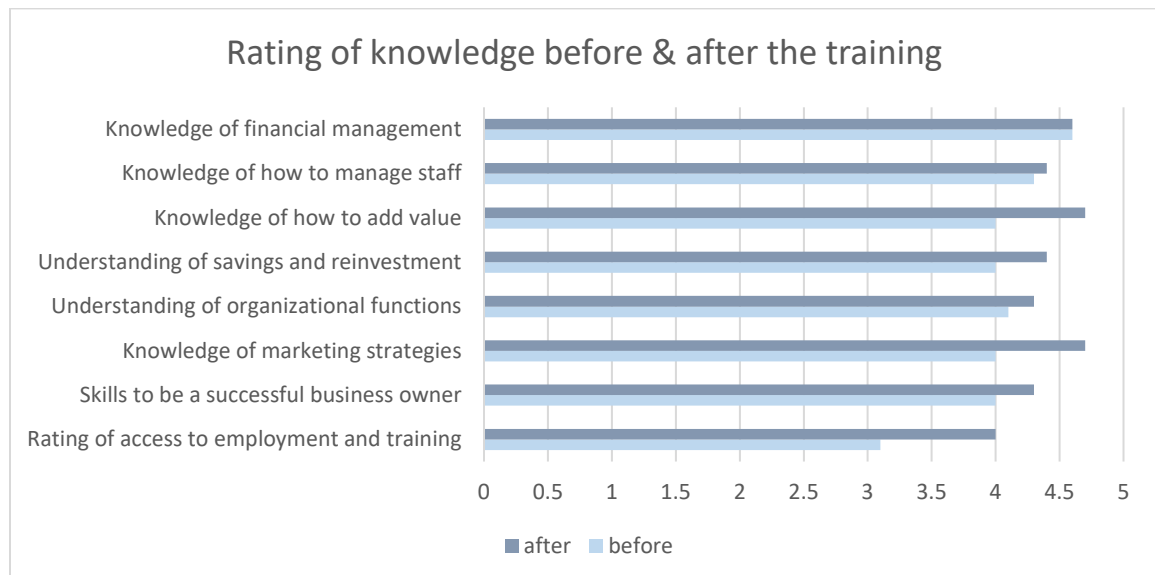 Rating of knowledge before & after the training
Knowledge of financial management
Knowledge of how to manage staff
Knowledge of how to add value
Understanding of savings and reinvestment
Understanding of organizational functions
Knowledge of marketing strategies
Skills to be a successful business owner
Rating of access to employment and training
0 0.5 1 1.5 2 2.5 3 3.5 4 4.5 5
after before